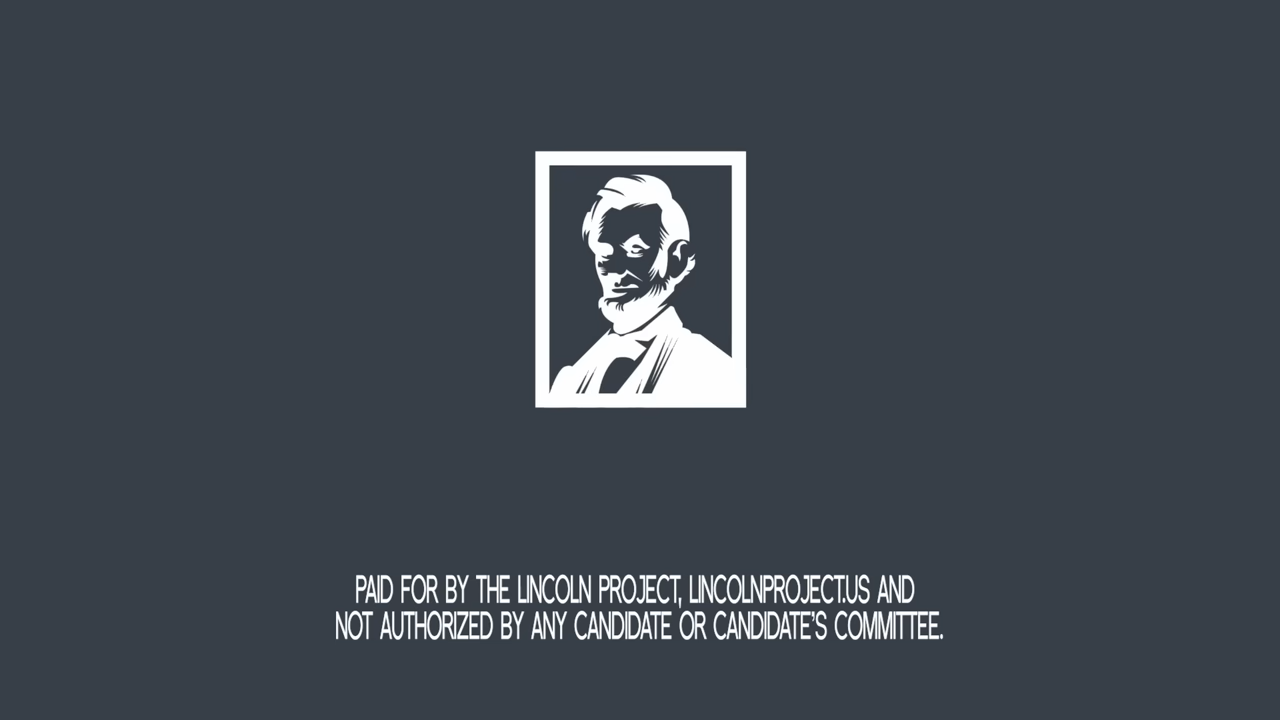 PAID FOR BY THE LINCOLN PROJECT, LINCOLNPROJECT.US AND
NOT AUTHORIZED BY ANY CANDIDATE OR CANDIDATE'S COMMITTEE.